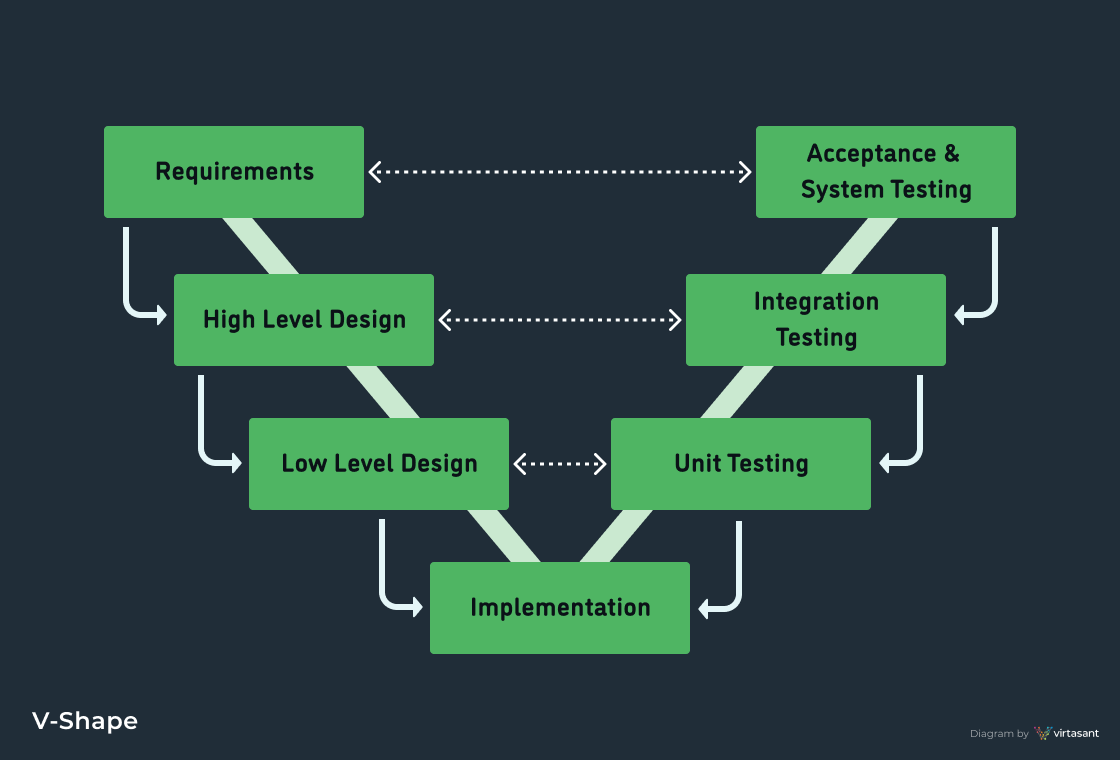 Requirements
Acceptance &
System Testing
High Level Design
Integration
Testing
Low Level Design
Unit Testing
Implementation
V-Shape
Diagram by virtasant